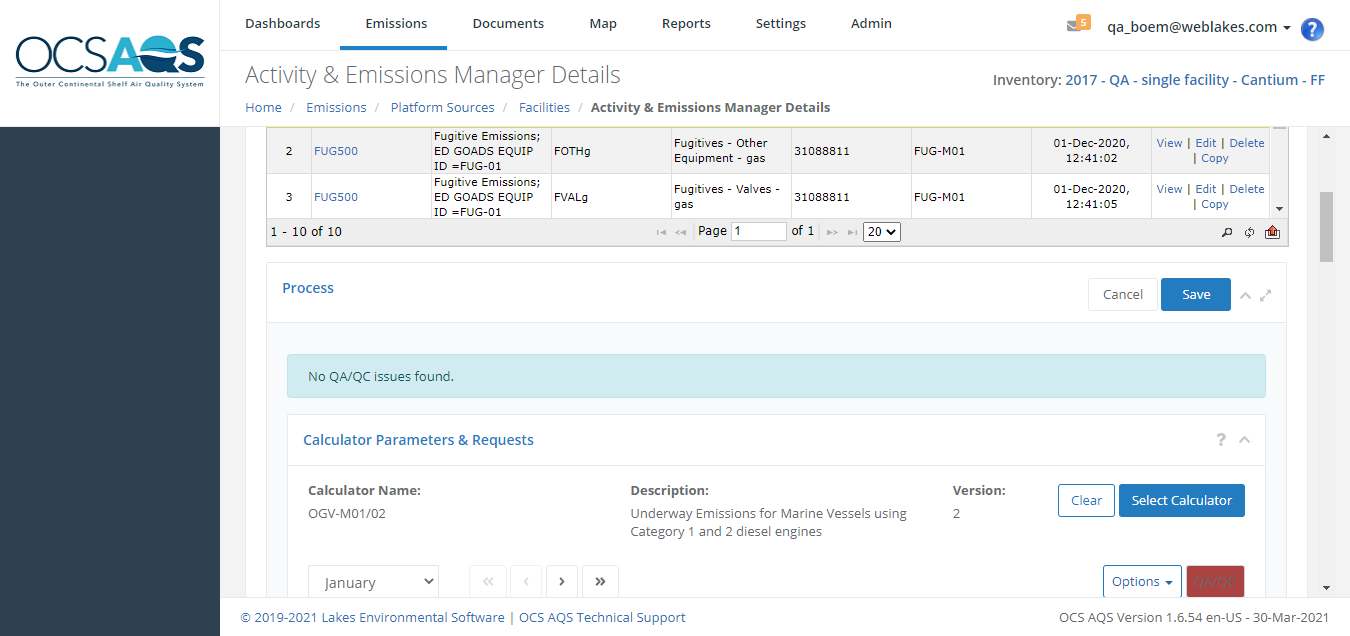 OCSAQS
The Outer Continental Shelf Air Quality System
Dashboards Emissions Documents Map Reports Settings Admin
5 qa_boem@weblakes.com ?
Activity & Emissions Manager Details
Inventory: 2017 - QA - single facility - Cantium - FF
Home / Emissions / Platform Sources / Facilities / Activity & Emissions Manager Details
2 FUG500 Fugitive Emissions; ED GOADS EQUIP ID =FUG-01 FOTHg Fugitives - Other Equipment - gas 31088811 FUG-M01 01-Dec-2020, 12:41:02 View | Edit | Delete | Copy
3 FUG500 Fugitive Emissions; ED GOADS EQUIP ID =FUG-01 FVALg Fugitives - Valves - gas 31088811 FUG-M01 01-Dec-2020, 12:41:05 View | Edit | Delete | Copy
1 - 10 of 10 Page 1 of 1 20
Process Cancel Save
No QA/QC issues found.
Calculator Parameters & Requests ?
Calculator Name: Description: Version:
OGV-M01/02 Underway Emissions for Marine Vessels using 2 Clear Select Calculator
Category 1 and 2 diesel engines
January « ‹ › » Options QA/QC
© 2019-2021 Lakes Environmental Software | OCS AQS Technical Support OCS AQS Version 1.6.54 en-US - 30-Mar-2021